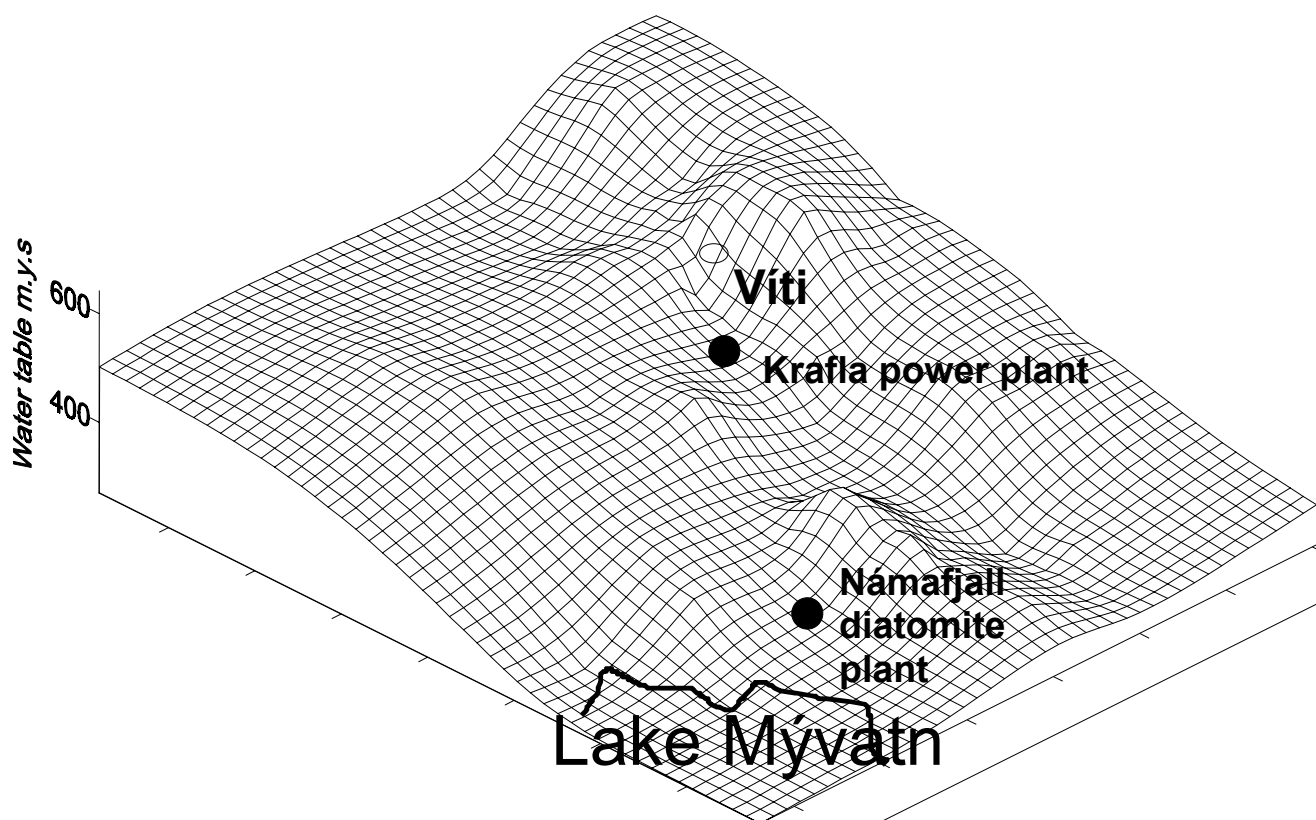 Water table m.y.s
600
400
Víti
Krafla power plant
Námafjall
diatomite
plant
Lake Mývatn